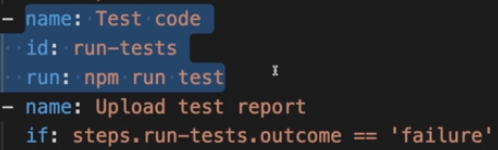 - name: Test code
id: run-tests
run: npm run test
- name: Upload test report
if: steps.run-tests.outcome == 'failure'